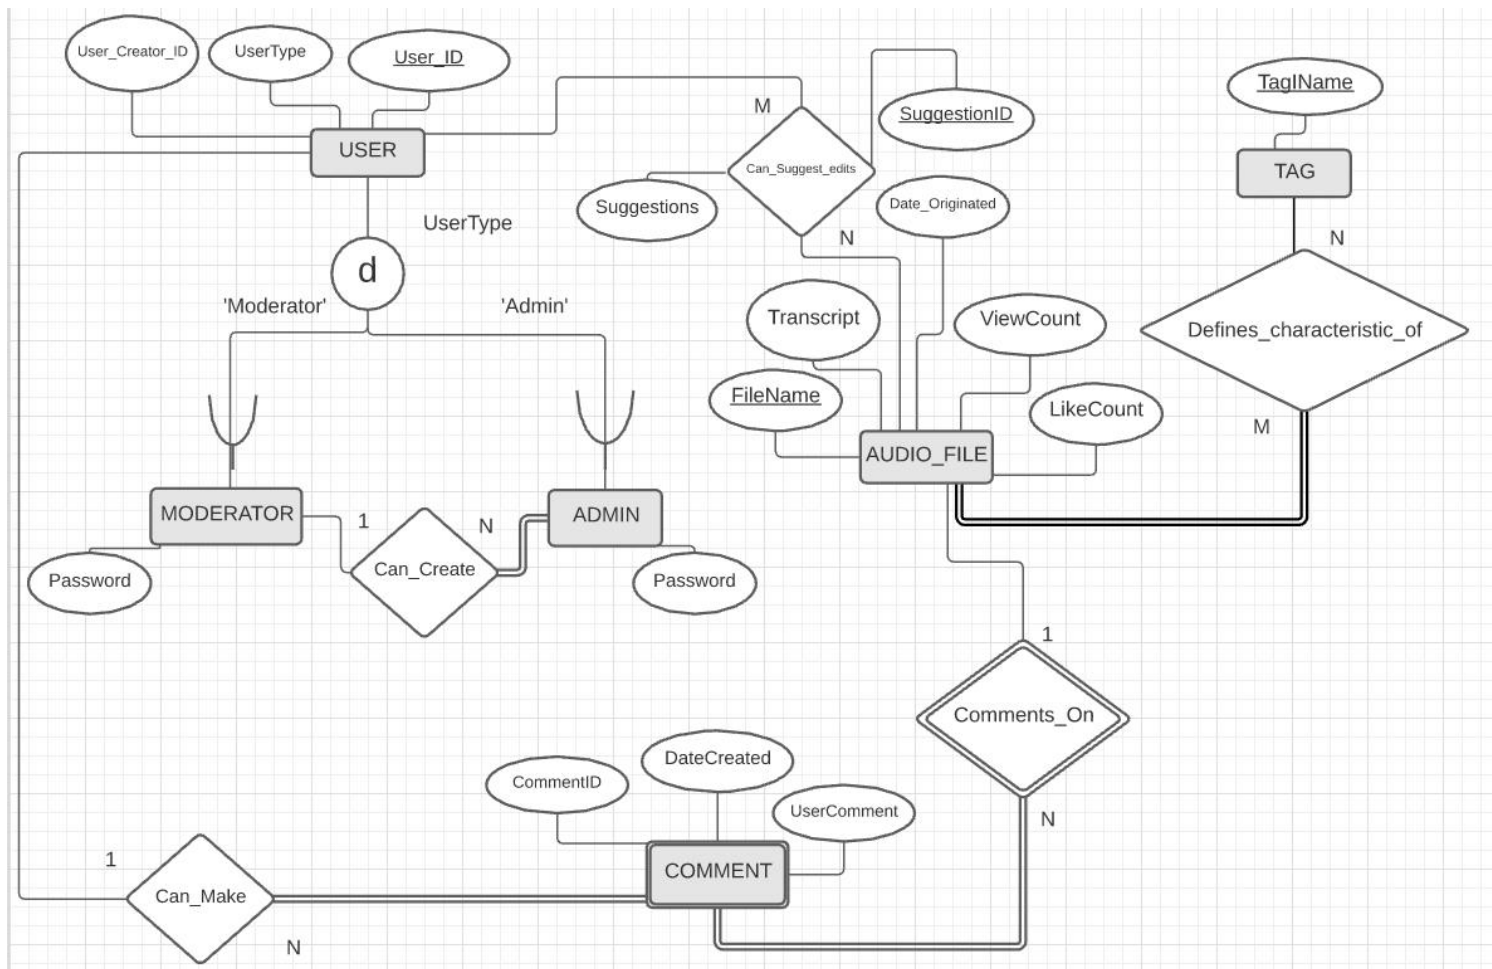 User_Creator_ID
UserType
User_ID
USER
M
SuggestionID
Can_Suggest_edits
Suggestions
Date_Originated
N
TagIName
TAG
N
Defines_characteristic_of
M
UserType
d
'Moderator'
'Admin'
Transcript
ViewCount
FileName
LikeCount
AUDIO_FILE
MODERATOR
1
N
ADMIN
Can_Create
Password
Password
1
Comments_On
N
DateCreated
CommentID
UserComment
COMMENT
1
Can_Make
N